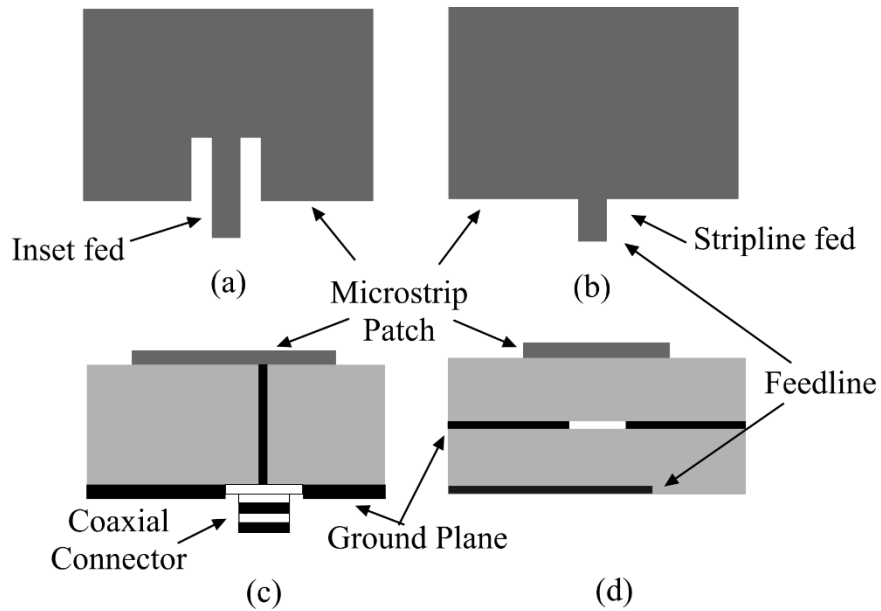 Inset fed
(a)
Stripline fed
(b)
Microstrip
Patch
Feedline
Coaxial
Connector
Ground Plane
(c)
(d)